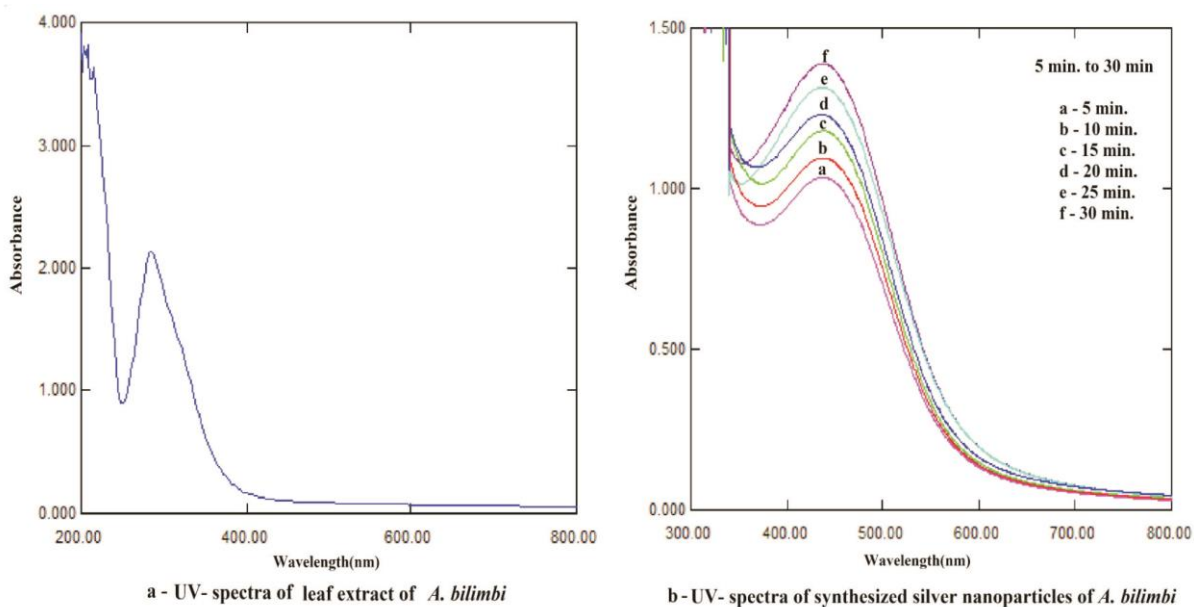 4.000
3.000
2.000
1.000
0.000
Absorbance
200.00 400.00 600.00 800.00
Wavelength(nm)
a - UV- spectra of leaf extract of A. bilimbi
1.500
1.000
0.500
0.000
Absorbance
f
e
d
c
b
a
5 min. to 30 min
a - 5 min.
b - 10 min.
c - 15 min.
d - 20 min.
e - 25 min.
f - 30 min.
300.00 400.00 500.00 600.00 700.00 800.00
Wavelength(nm)
b - UV- spectra of synthesized silver nanoparticles of A. bilimbi